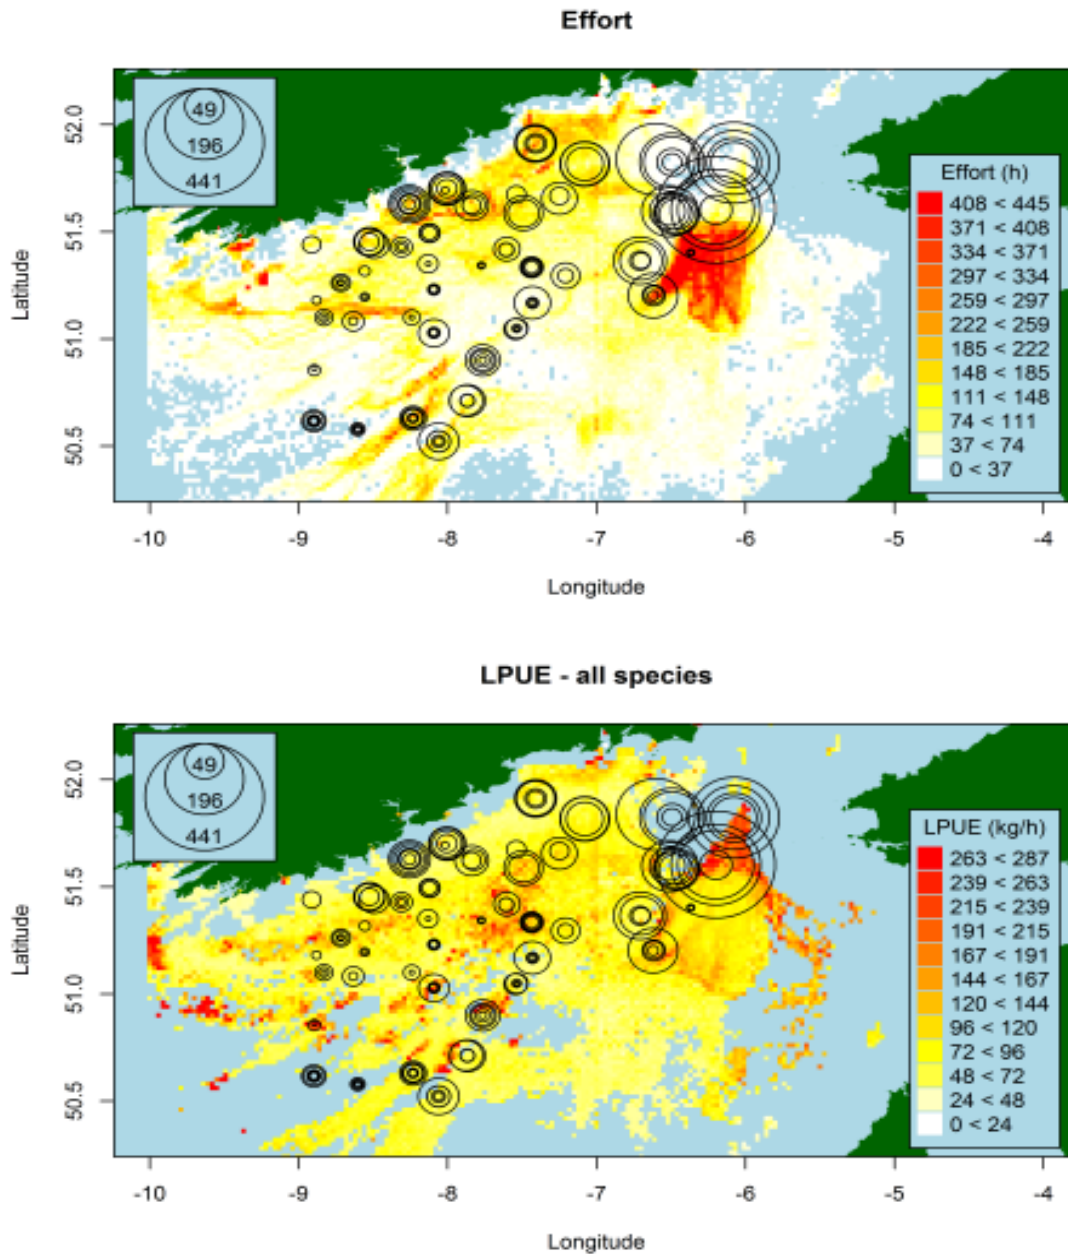 Effort
49
196
441
Effort (h)
408 < 445
371 < 408
334 < 371
297 < 334
259 < 297
222 < 259
185 < 222
148 < 185
111 < 148
74 < 111
37 < 74
0 < 37
Latitude
52.0
51.5
51.0
50.5
-10 -9 -8 -7 -6 -5 -4
Longitude
LPUE - all species
49
196
441
LPUE (kg/h)
263 < 287
239 < 263
215 < 239
191 < 215
167 < 191
144 < 167
120 < 144
96 < 120
72 < 96
48 < 72
24 < 48
0 < 24
Latitude
52.0
51.5
51.0
50.5
-10 -9 -8 -7 -6 -5 -4
Longitude